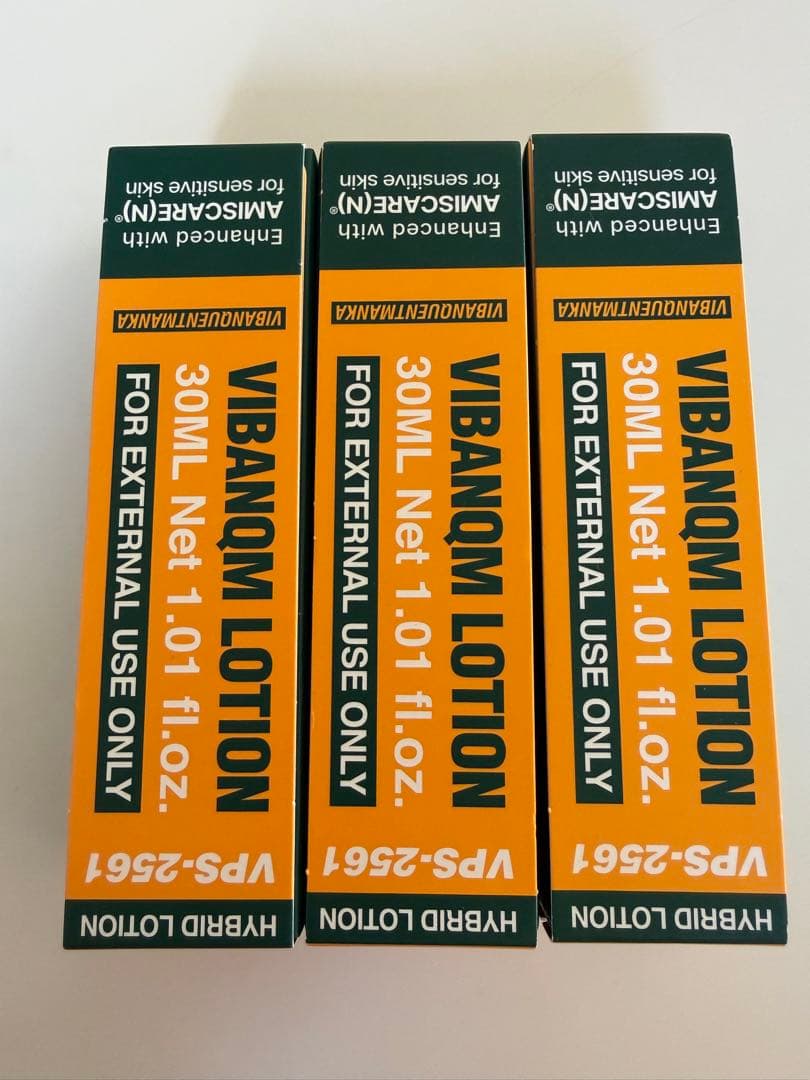 HYBRID LOTION
VPS-2561
VIBANQM LOTION
30ML Net 1.01 fl.oz.
FOR EXTERNAL USE ONLY
VIBANQUENTMANKA
Enhanced with
AMISCARE(N)®
for sensitive skin
HYBRID LOTION
VPS-2561
VIBANQM LOTION
30ML Net 1.01 fl.oz.
FOR EXTERNAL USE ONLY
VIBANQUENTMANKA
Enhanced with
AMISCARE(N)®
for sensitive skin
HYBRID LOTION
VPS-2561
VIBANQM LOTION
30ML Net 1.01 fl.oz.
FOR EXTERNAL USE ONLY
VIBANQUENTMANKA
Enhanced with
AMISCARE(N)®
for sensitive skin